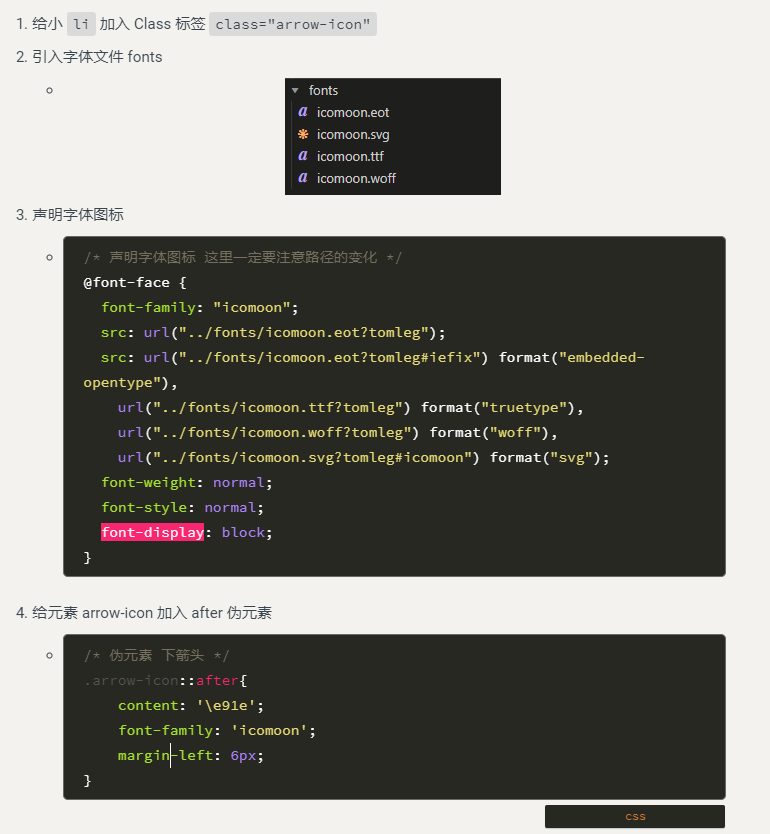 1. 给小 li 加入 Class 标签 class="arrow-icon"
2. 引入字体文件 fonts
fonts
icomoon.eot
icomoon.svg
icomoon.ttf
icomoon.woff
3. 声明字体图标
/* 声明字体图标 这里一定要注意路径的变化 */
@font-face {
font-family: "icomoon";
src: url("../fonts/icomoon.eot?tomleg");
src: url("../fonts/icomoon.eot?tomleg#iefix") format("embedded-
opentype"),
url("../fonts/icomoon.ttf?tomleg") format("truetype"),
url("../fonts/icomoon.woff?tomleg") format("woff"),
url("../fonts/icomoon.svg?tomleg#icomoon") format("svg");
font-weight: normal;
font-style: normal;
font-display: block;
}
4. 给元素 arrow-icon 加入 after 伪元素
/* 伪元素 下箭头 */
.arrow-icon::after{
content: '\e91e';
font-family: 'icomoon';
margin-left: 6px;
}
css